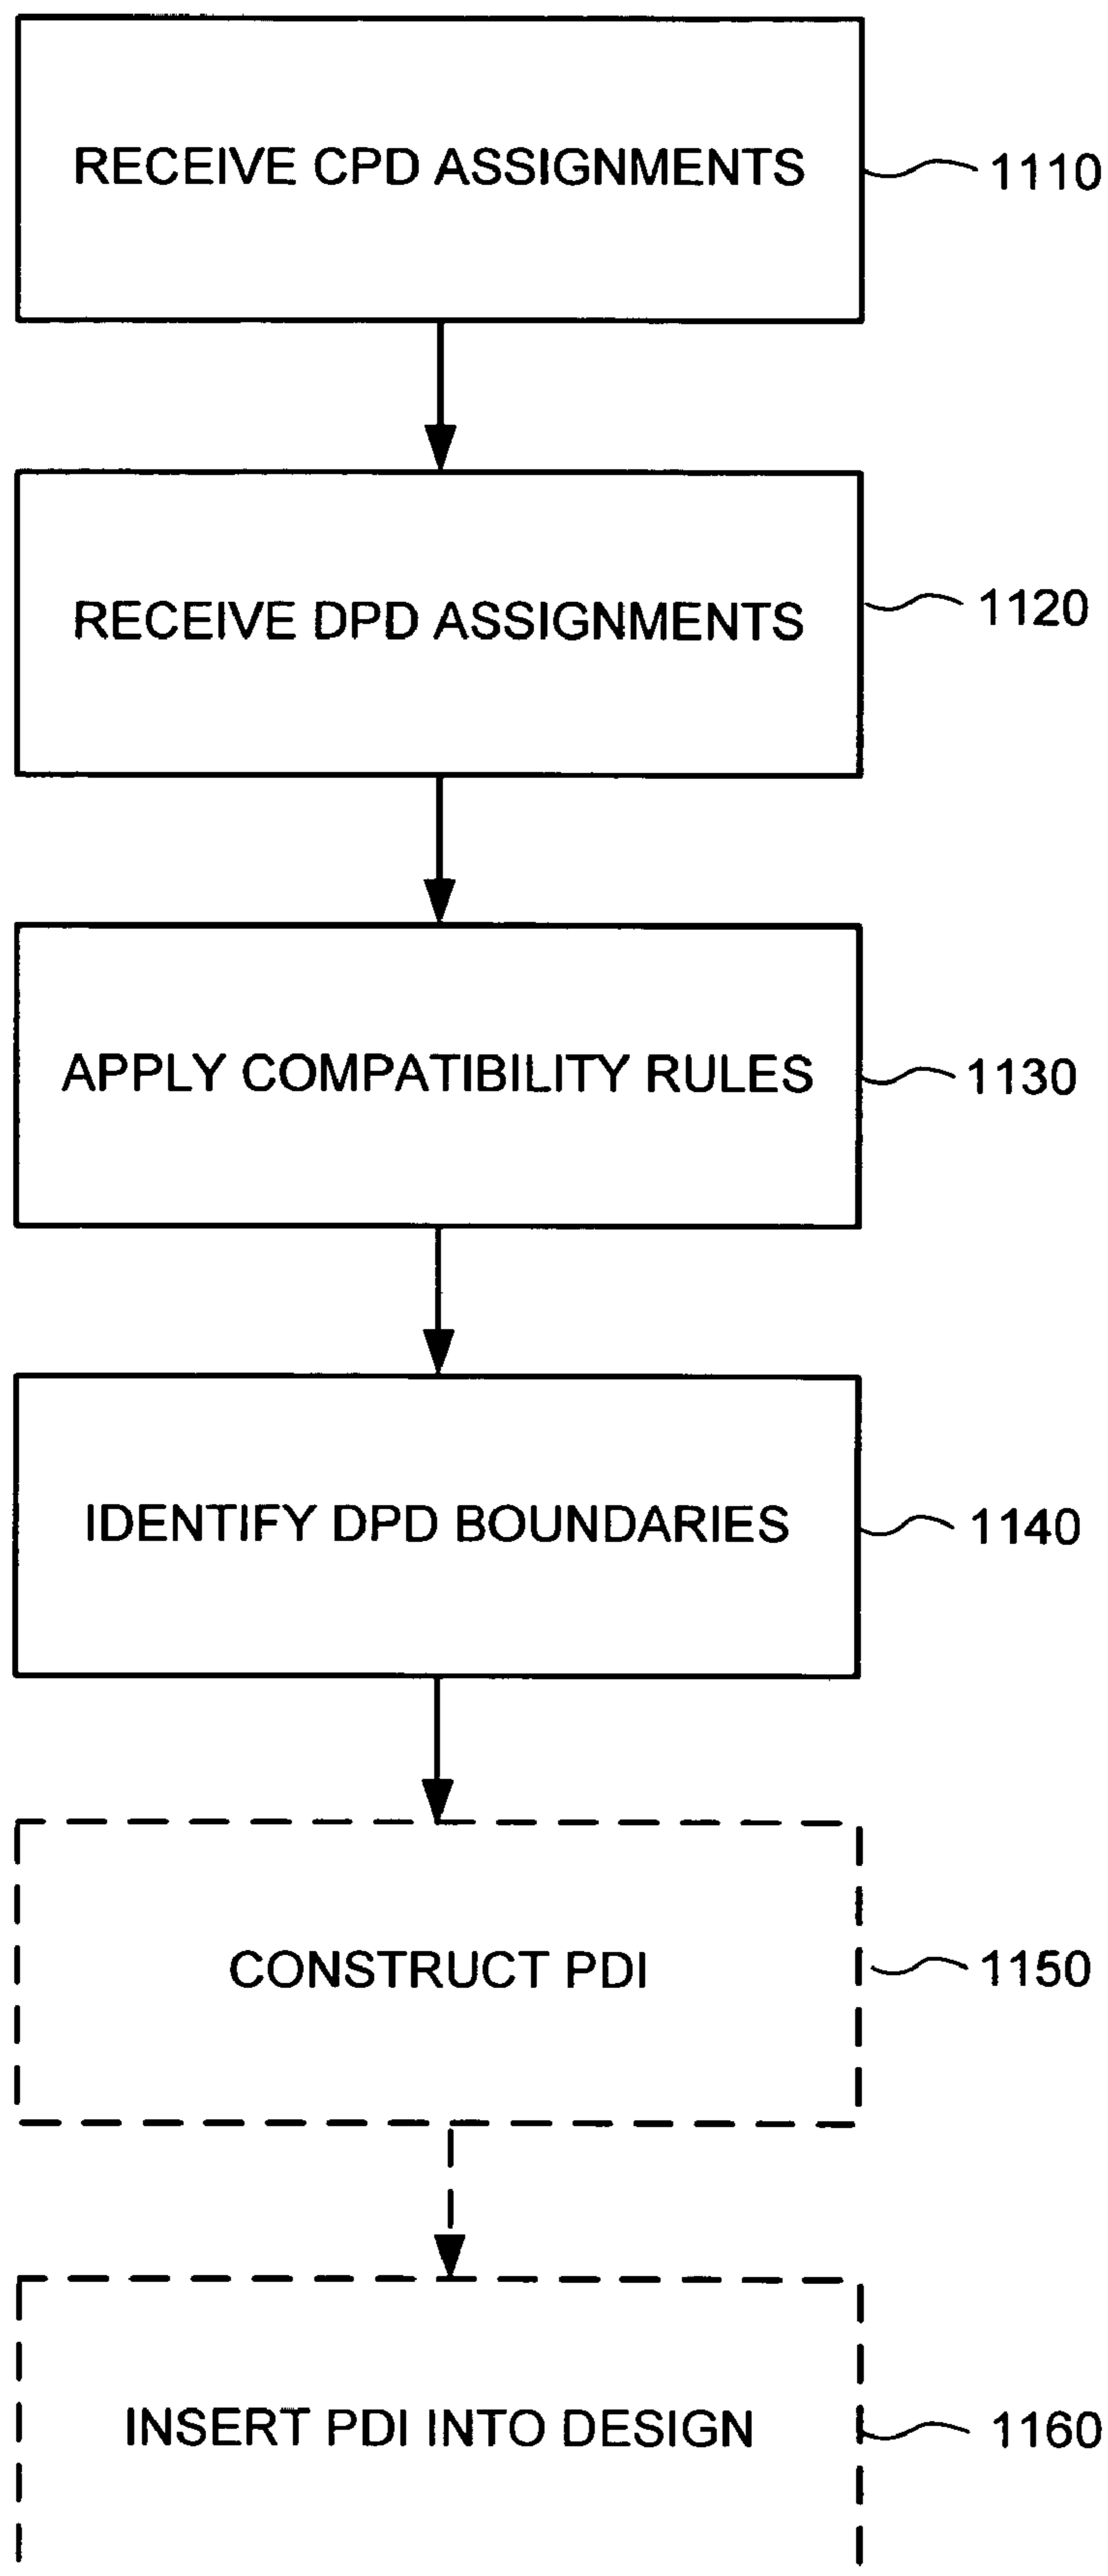 RECEIVE CPD ASSIGNMENTS
1110
RECEIVE DPD ASSIGNMENTS
1120
APPLY COMPATIBILITY RULES
1130
IDENTIFY DPD BOUNDARIES
1140
CONSTRUCT PDI
1150
INSERT PDI INTO DESIGN
1160